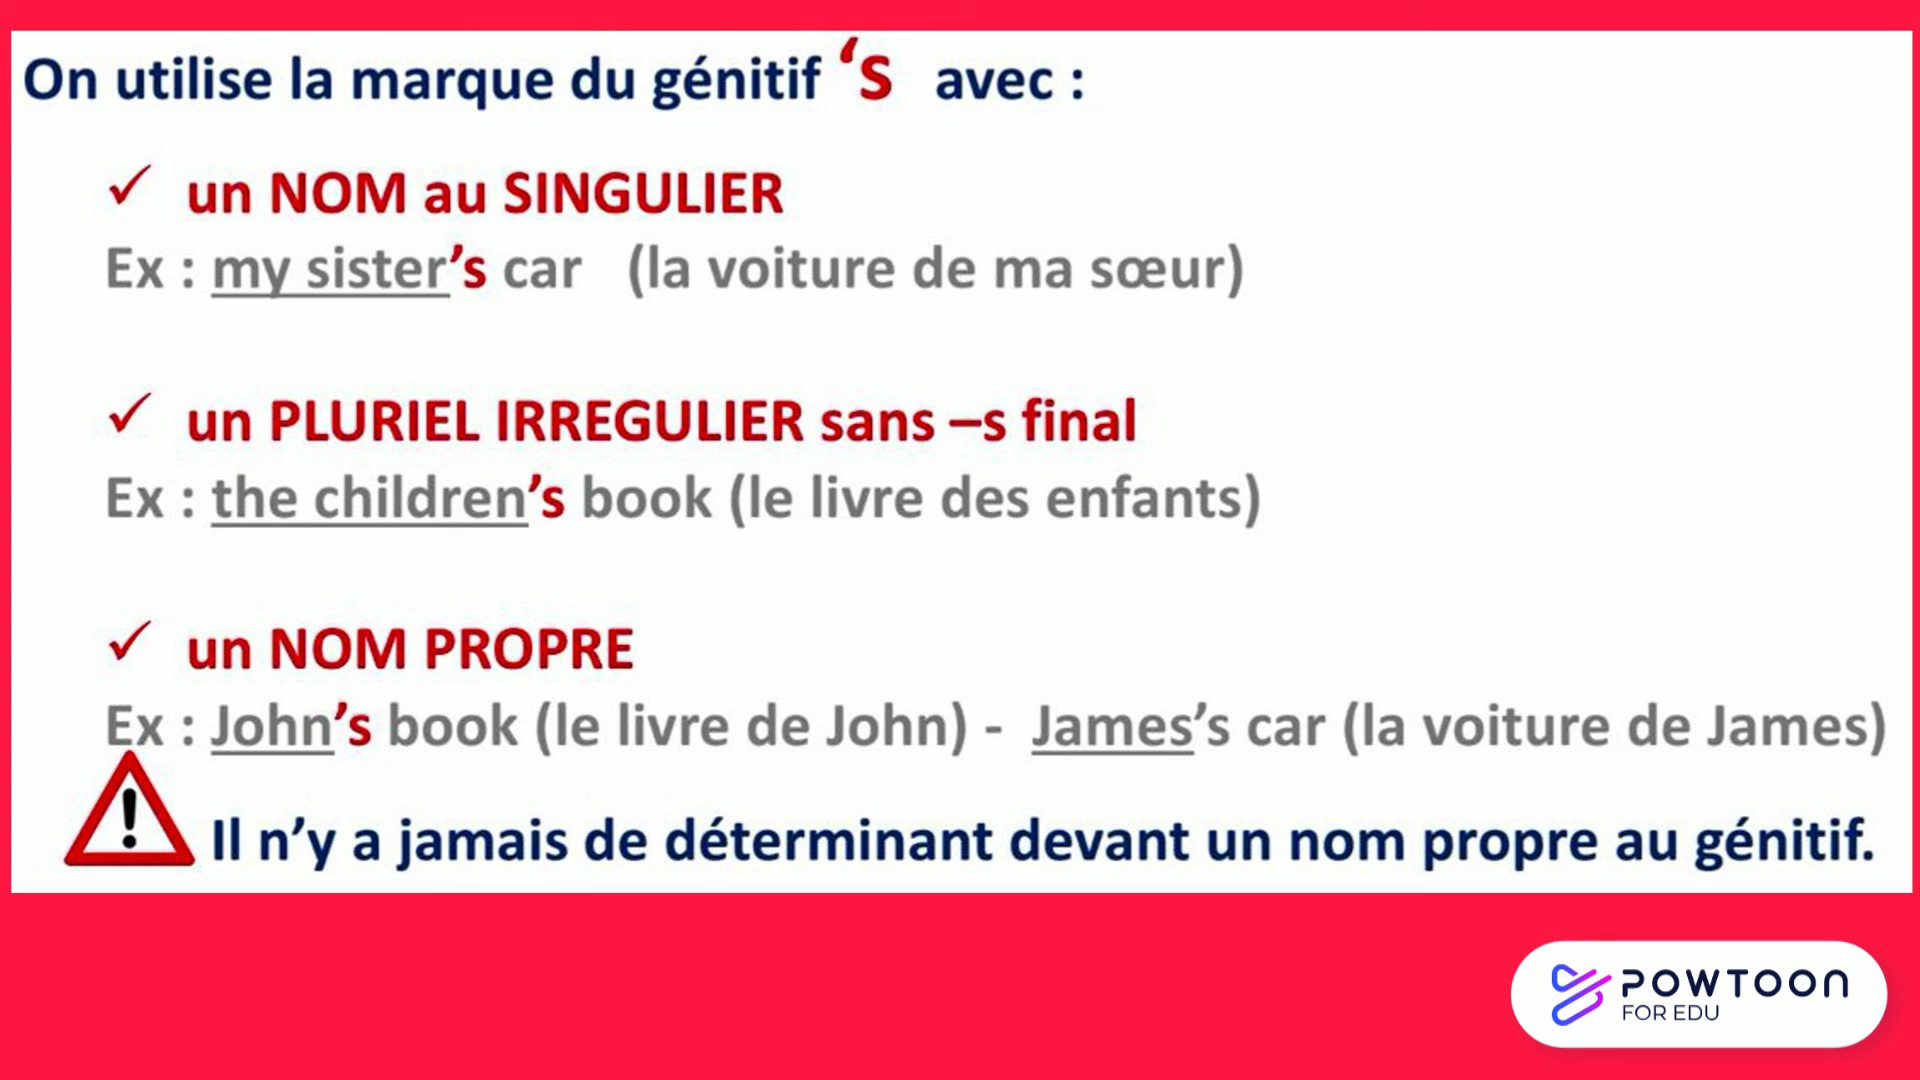 On utilise la marque du génitif ‘s avec :
✓ un NOM au SINGULIER
Ex : my sister’s car (la voiture de ma sœur)
✓ un PLURIEL IRREGULIER sans –s final
Ex : the children’s book (le livre des enfants)
✓ un NOM PROPRE
Ex : John’s book (le livre de John) - James’s car (la voiture de James)
! Il n’y a jamais de déterminant devant un nom propre au génitif.
POWTOON
FOR EDU